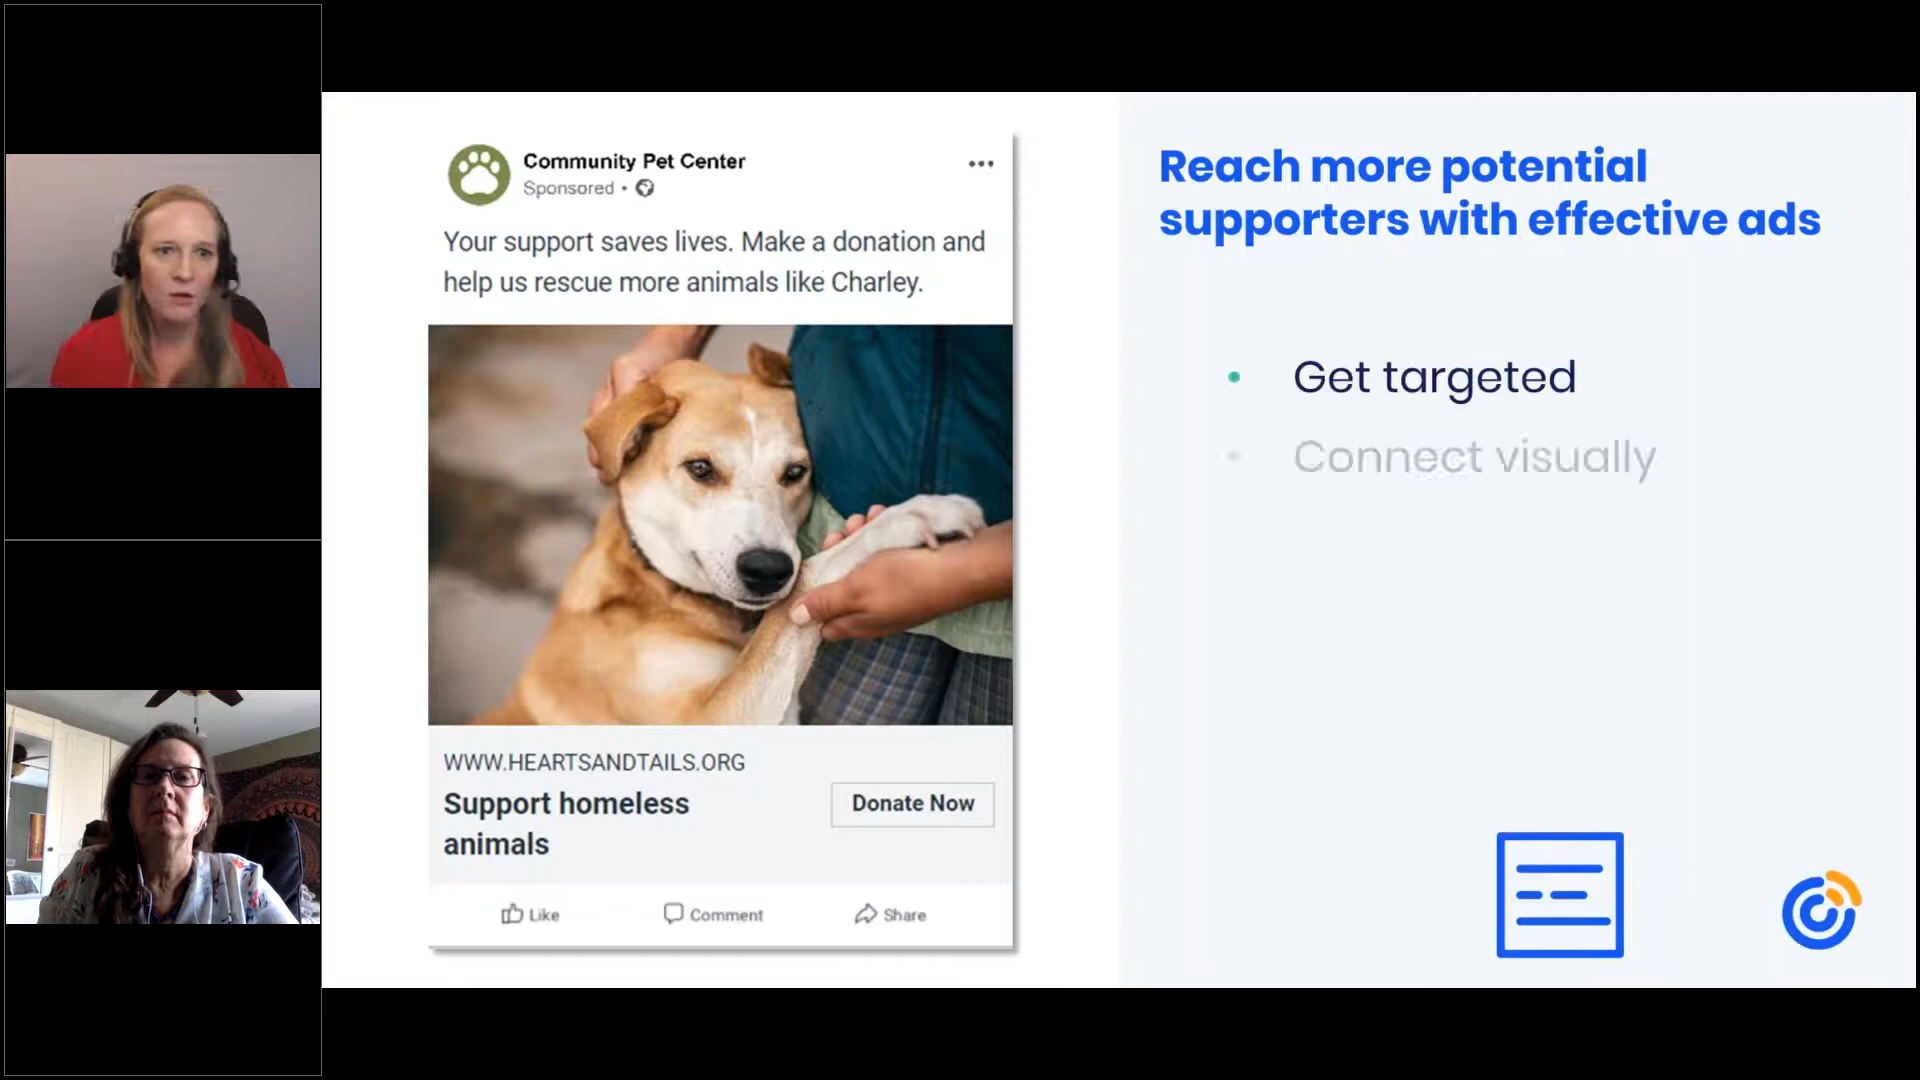 Community Pet Center
Sponsored •
Your support saves lives. Make a donation and
help us rescue more animals like Charley.
WWW.HEARTSANDTAILS.ORG
Support homeless
animals
Donate Now
Like
Comment
Share
Reach more potential
supporters with effective ads
• Get targeted
• Connect visually